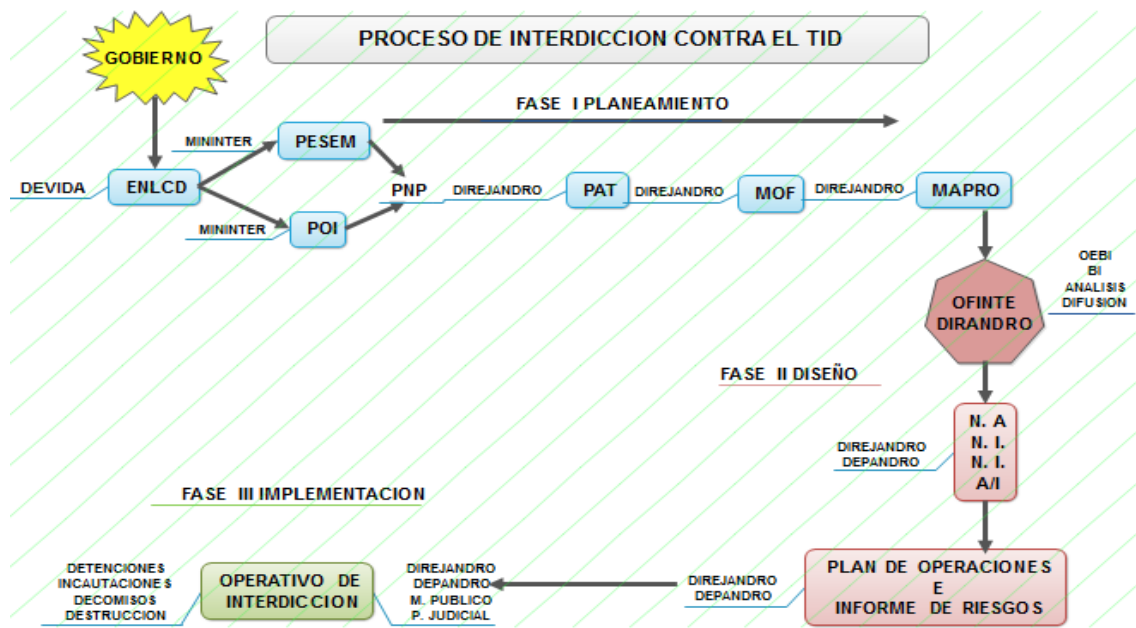 PROCESO DE INTERDICCION CONTRA EL TID
GOBIERNO
FASE I PLANEAMIENTO
MININTER
PESEM
DEVIDA
ENLCD
PNP
DIREJANDRO
PAT
DIREJANDRO
MOF
DIREJANDRO
MAPRO
MININTER
POI
OEBI
BI
ANALISIS
DIFUSION
OFINTE
DIRANDRO
FASE II DISEÑO
N. A
N. I.
N. I.
A/I
DIREJANDRO
DEPANDRO
FASE III IMPLEMENTACION
DETENCIONES
INCAUTACIONES
DECOMISOS
DESTRUCCION
OPERATIVO DE
INTERDICCION
DIREJANDRO
DEPANDRO
M. PUBLICO
P. JUDICIAL
DIREJANDRO
DEPANDRO
PLAN DE OPERACIONES
E
INFORME DE RIESGOS